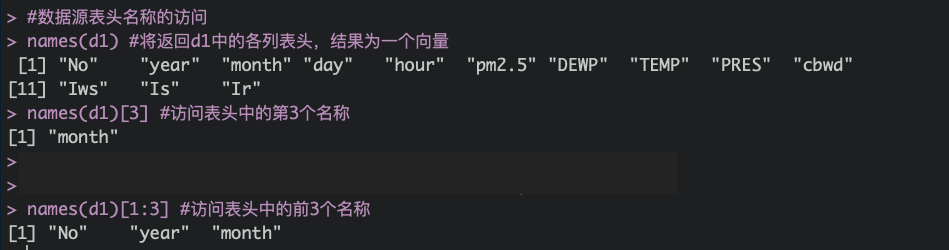 > #数据源表头名称的访问
> names(d1) #将返回d1中的各列表头，结果为一个向量
 [1] "No"    "year"  "month" "day"   "hour"  "pm2.5" "DEWP"  "TEMP"  "PRES"  "cbwd"
[11] "Iws"   "Is"    "Ir"
> names(d1)[3] #访问表头中的第3个名称
[1] "month"
>
>
> names(d1)[1:3] #访问表头中的前3个名称
[1] "No"    "year"  "month"